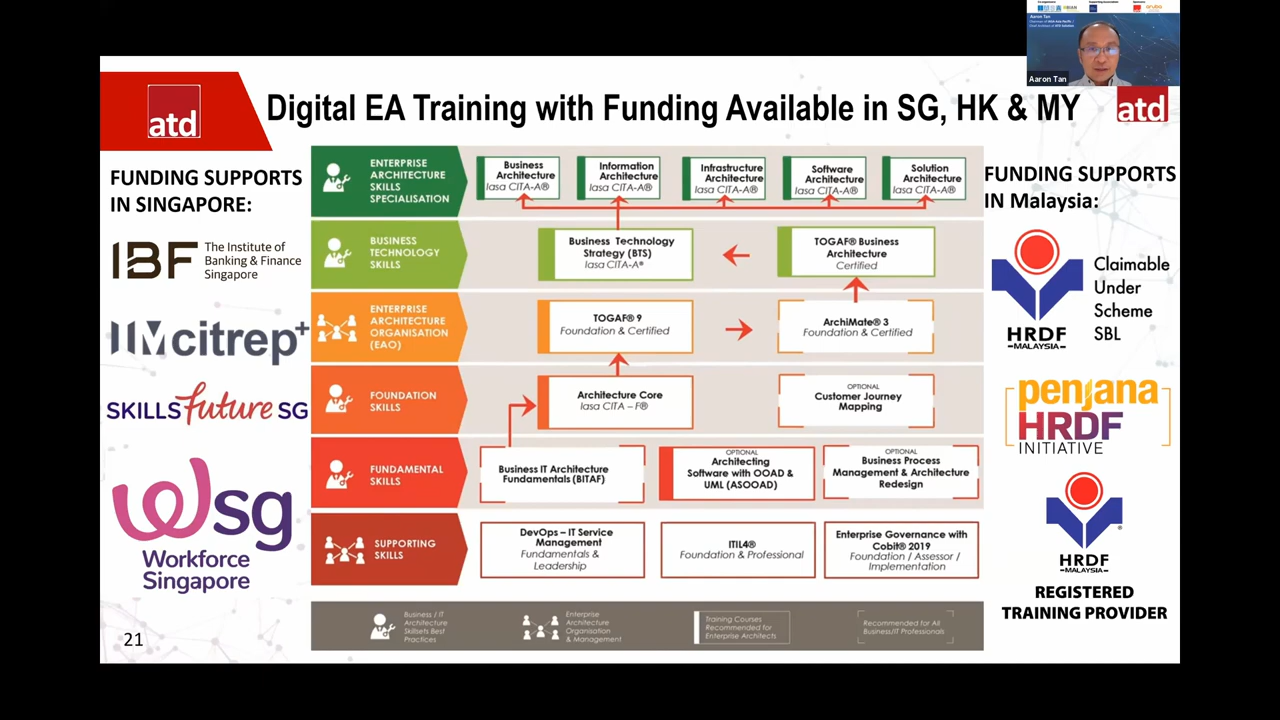 Aaron Tan
Aaron Tan
atd
Digital EA Training with Funding Available in SG, HK & MY
atd
FUNDING SUPPORTS
IN SINGAPORE:
IBF
The Institute of
Banking & Finance
Singapore
citrep+
SKILLS future SG
wsg
Workforce
Singapore
ENTERPRISE
ARCHITECTURE
SKILLS
SPECIALISATION
Business
Architecture
Iasa CITA-A®
Information
Architecture
Iasa CITA-A®
Infrastructure
Architecture
Iasa CITA-A®
Software
Architecture
Iasa CITA-A®
Solution
Architecture
Iasa CITA-A®
BUSINESS
TECHNOLOGY
SKILLS
Business Technology
Strategy (BTS)
Iasa CITA-A®
TOGAF® Business
Architecture
Certified
ENTERPRISE
ARCHITECTURE
ORGANISATION
(EAO)
TOGAF® 9
Foundation & Certified
ArchiMate® 3
Foundation & Certified
FOUNDATION
SKILLS
Architecture Core
Iasa CITA – F®
OPTIONAL
Customer Journey
Mapping
FUNDAMENTAL
SKILLS
Business IT Architecture
Fundamentals (BITAF)
OPTIONAL
Architecting
Software with OOAD &
UML (ASOOAD)
OPTIONAL
Business Process
Management & Architecture
Redesign
SUPPORTING
SKILLS
DevOps – IT Service
Management
Fundamentals &
Leadership
ITIL4®
Foundation & Professional
Enterprise Governance with
Cobit® 2019
Foundation / Assessor /
Implementation
Business / IT
Architecture
Skillsets Best
Practices
Enterprise
Architecture
Organisation
& Management
Training Courses
Recommended for
Enterprise Architects
Recommended for All
Business/IT Professionals
FUNDING SUPPORTS
IN Malaysia:
HRDF
MALAYSIA
Claimable
Under
Scheme
SBL
penjana
HRDF
INITIATIVE
HRDF
MALAYSIA
REGISTERED
TRAINING PROVIDER
21